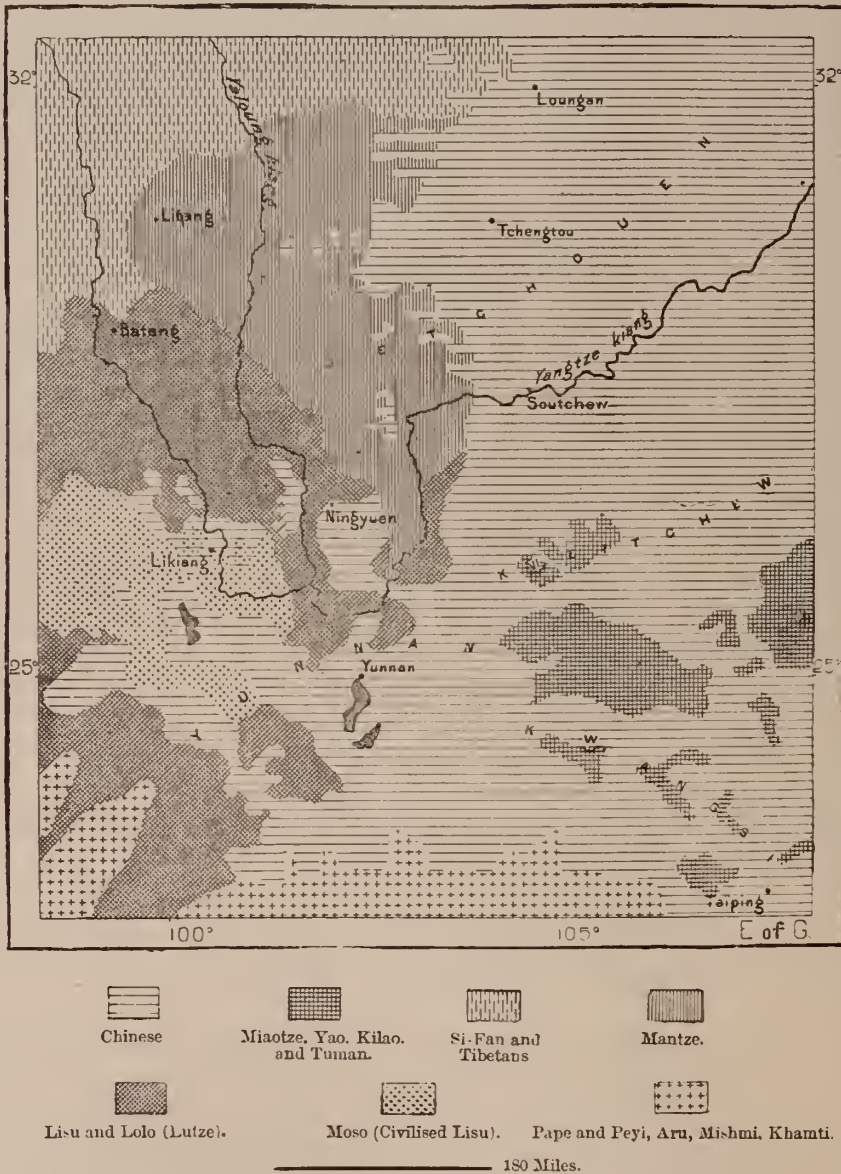 32°
32°
Yaloung River
Loungan
Litang
Tchengtou
S E T C H O U E N
Batang
Yangtze Kiang
Soutchew
Ningyuen
K W E I T C H E W
Likiang
25°
25°
Y U N N A N
Yunnan
K W A N G S I
Taiping
100°
105°
E of G.
Chinese
Miaotze, Yao, Kilao,
and Tuman.
Si-Fan and
Tibetans
Mantze.
Lisu and Lolo (Lutze).
Moso (Civilised Lisu).
Pape and Peyi, Aru, Mishmi, Khamti.
180 Miles.